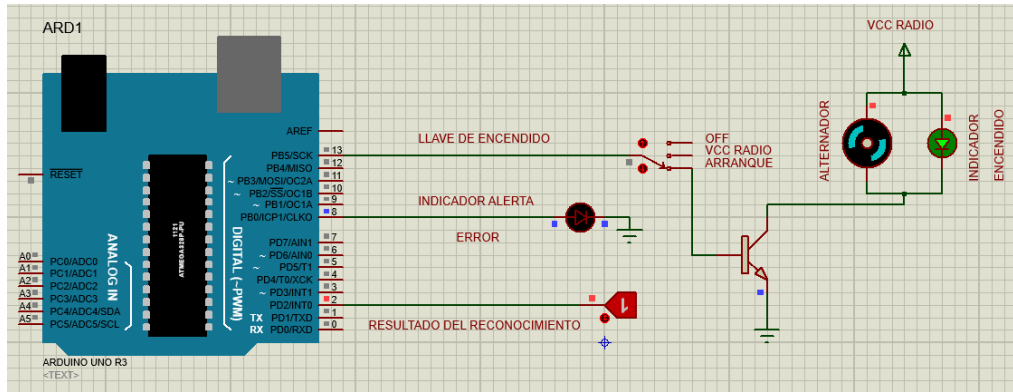 ARD1
VCC RADIO
AREF
LLAVE DE ENCENDIDO
OFF
VCC RADIO
ARRANQUE
ALTERNADOR
INDICADOR
ENCENDIDO
RESET
1121
ATMEGA328P-PU
DIGITAL (~PWM)
ANALOG IN
PB5/SCK 13
PB4/MISO 12
~ PB3/MOSI/OC2A 11
~ PB2/SS/OC1B 10
~ PB1/OC1A 9
PB0/ICP1/CLKO 8
INDICADOR ALERTA
ERROR
PD7/AIN1 7
~ PD6/AIN0 6
~ PD5/T1 5
PD4/T0/XCK 4
~ PD3/INT1 3
PD2/INT0 2
TX PD1/TXD 1
RX PD0/RXD 0
A0 PC0/ADC0
A1 PC1/ADC1
A2 PC2/ADC2
A3 PC3/ADC3
A4 PC4/ADC4/SDA
A5 PC5/ADC5/SCL
1
RESULTADO DEL RECONOCIMIENTO
ARDUINO UNO R3
<TEXT>